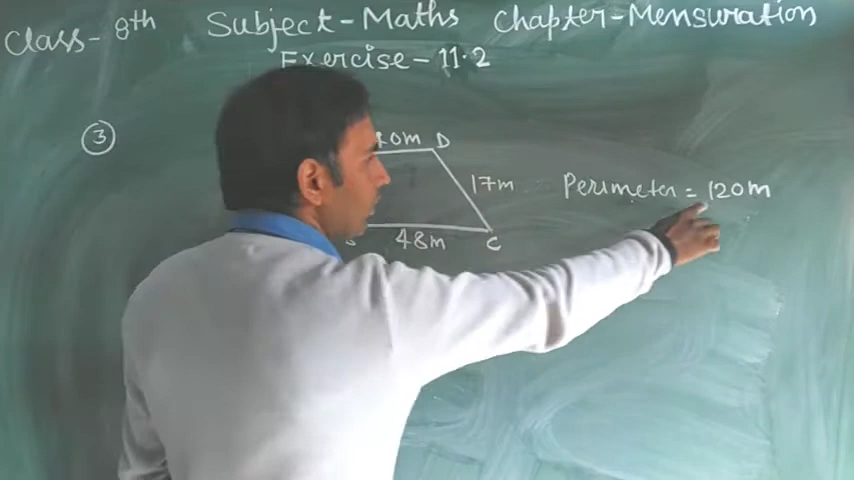 Class-8th Subject-Maths Chapter-Mensuration
Exercise-11.2
3
D
17m
Perimeter = 120m
48m
C